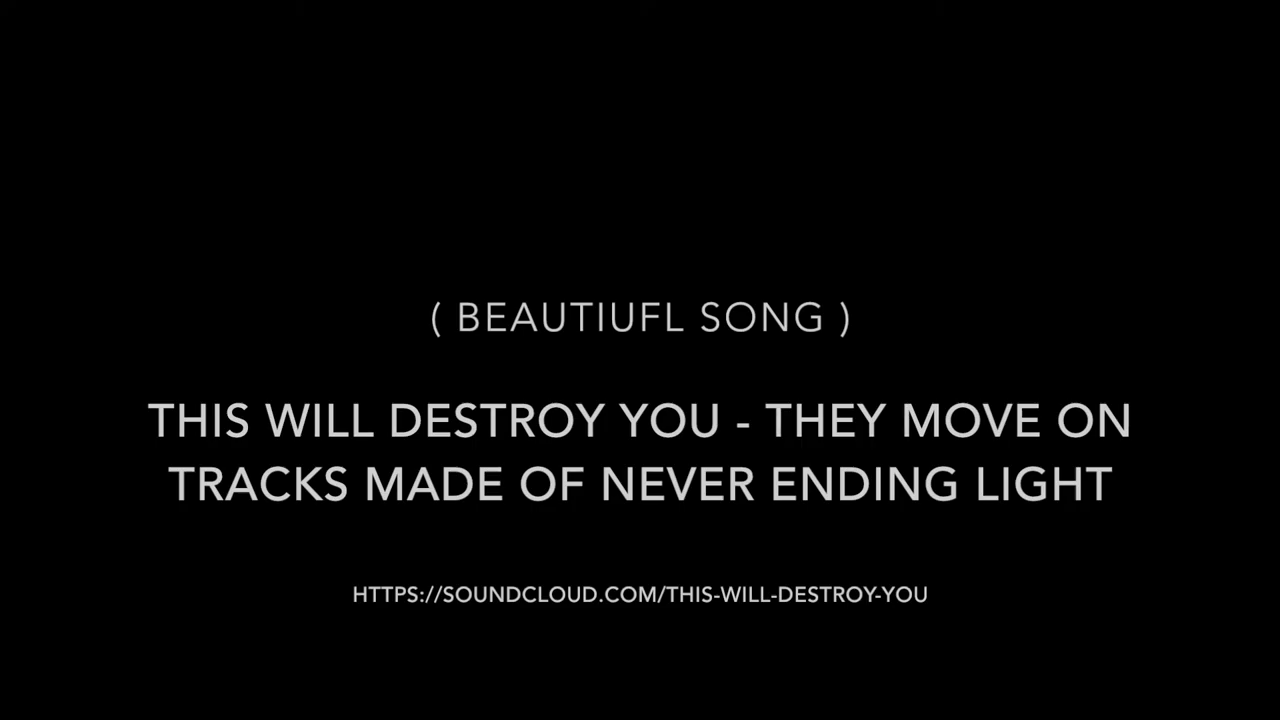 ( BEAUTIUFL SONG )
THIS WILL DESTROY YOU - THEY MOVE ON
TRACKS MADE OF NEVER ENDING LIGHT
HTTPS://SOUNDCLOUD.COM/THIS-WILL-DESTROY-YOU